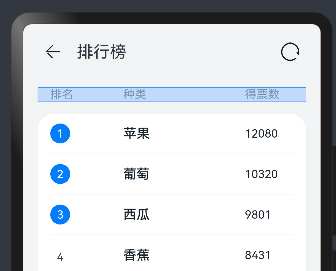 排行榜
排名 种类 得票数
1 苹果 12080
2 葡萄 10320
3 西瓜 9801
4 香蕉 8431